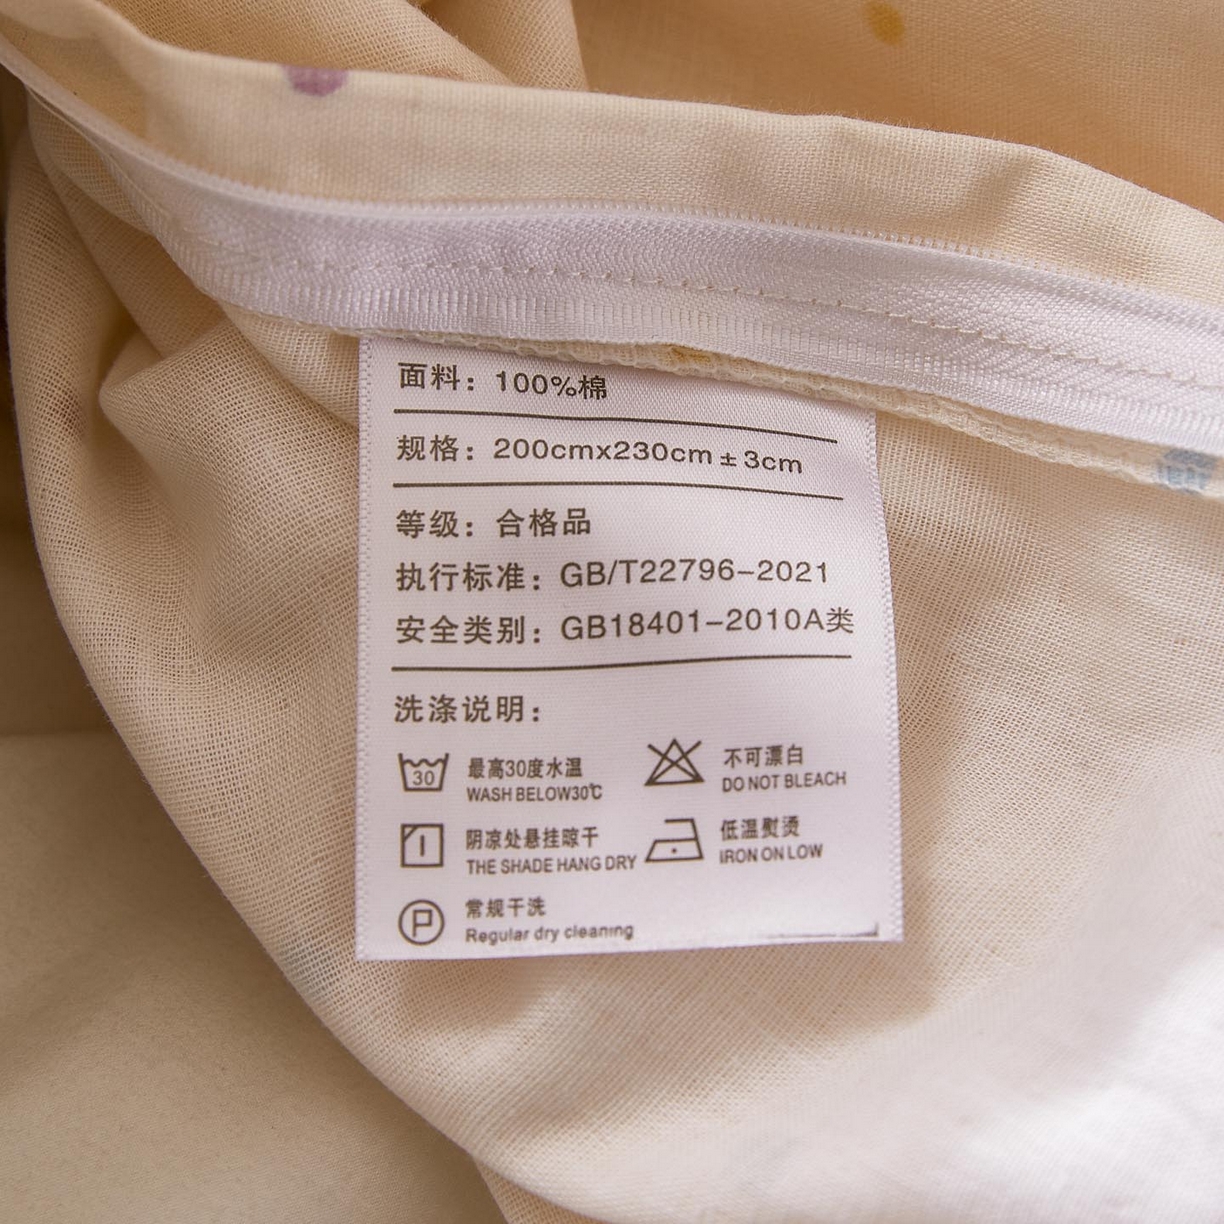 面料：100%棉
规格：200cmx230cm±3cm
等级：合格品
执行标准：GB/T22796-2021
安全类别：GB18401-2010A类
洗涤说明：
30 最高30度水温
WASH BELOW30℃
不可漂白
DO NOT BLEACH
阴凉处悬挂晾干
THE SHADE HANG DRY
低温熨烫
IRON ON LOW
P 常规干洗
Regular dry cleaning